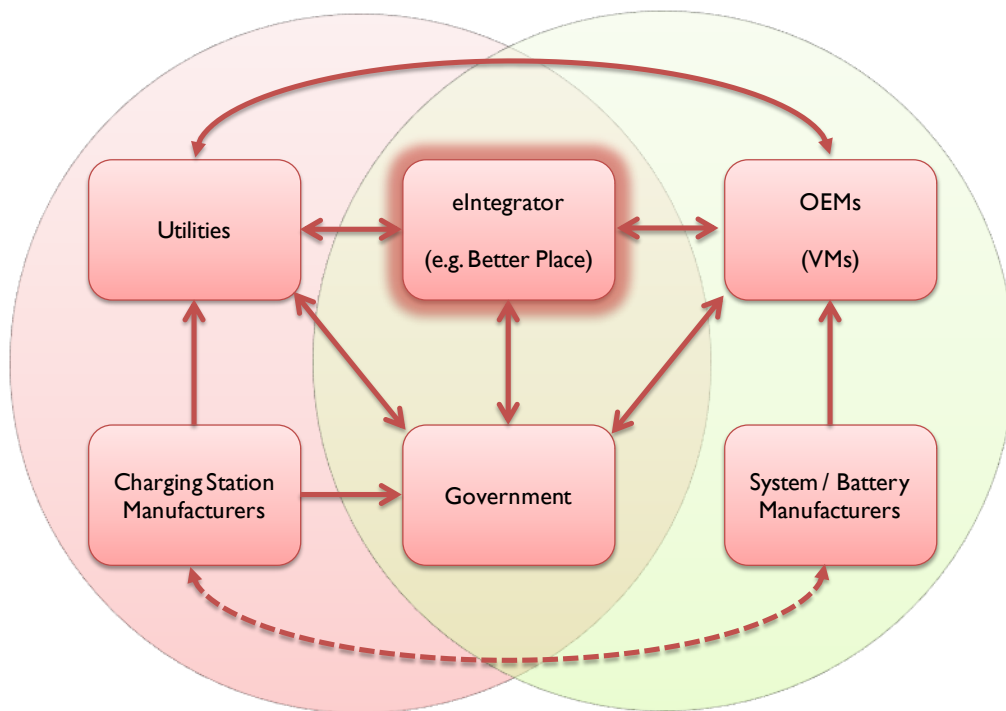 Utilities
eIntegrator
(e.g. Better Place)
OEMs
(VMs)
Charging Station
Manufacturers
Government
System / Battery
Manufacturers